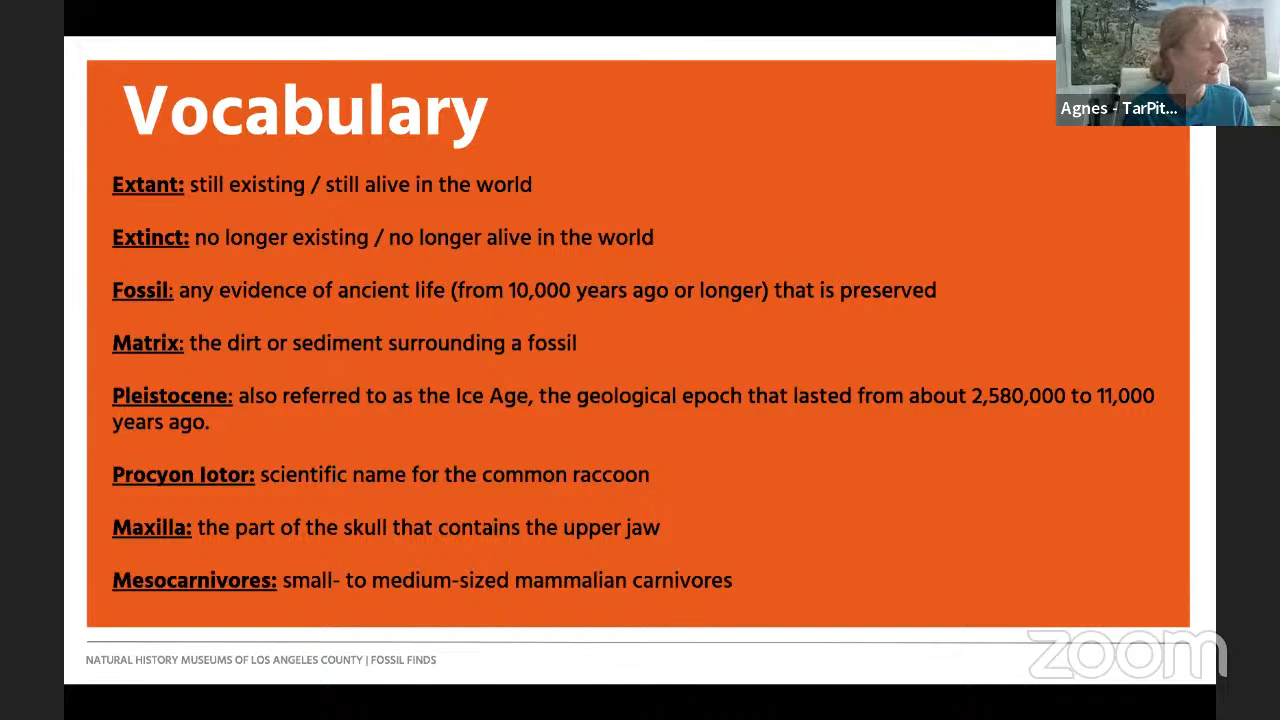 Vocabulary
Agnes - TarPit...
Extant: still existing / still alive in the world
Extinct: no longer existing / no longer alive in the world
Fossil: any evidence of ancient life (from 10,000 years ago or longer) that is preserved
Matrix: the dirt or sediment surrounding a fossil
Pleistocene: also referred to as the Ice Age, the geological epoch that lasted from about 2,580,000 to 11,000
years ago.
Procyon lotor: scientific name for the common raccoon
Maxilla: the part of the skull that contains the upper jaw
Mesocarnivores: small- to medium-sized mammalian carnivores
NATURAL HISTORY MUSEUMS OF LOS ANGELES COUNTY | FOSSIL FINDS
zoom